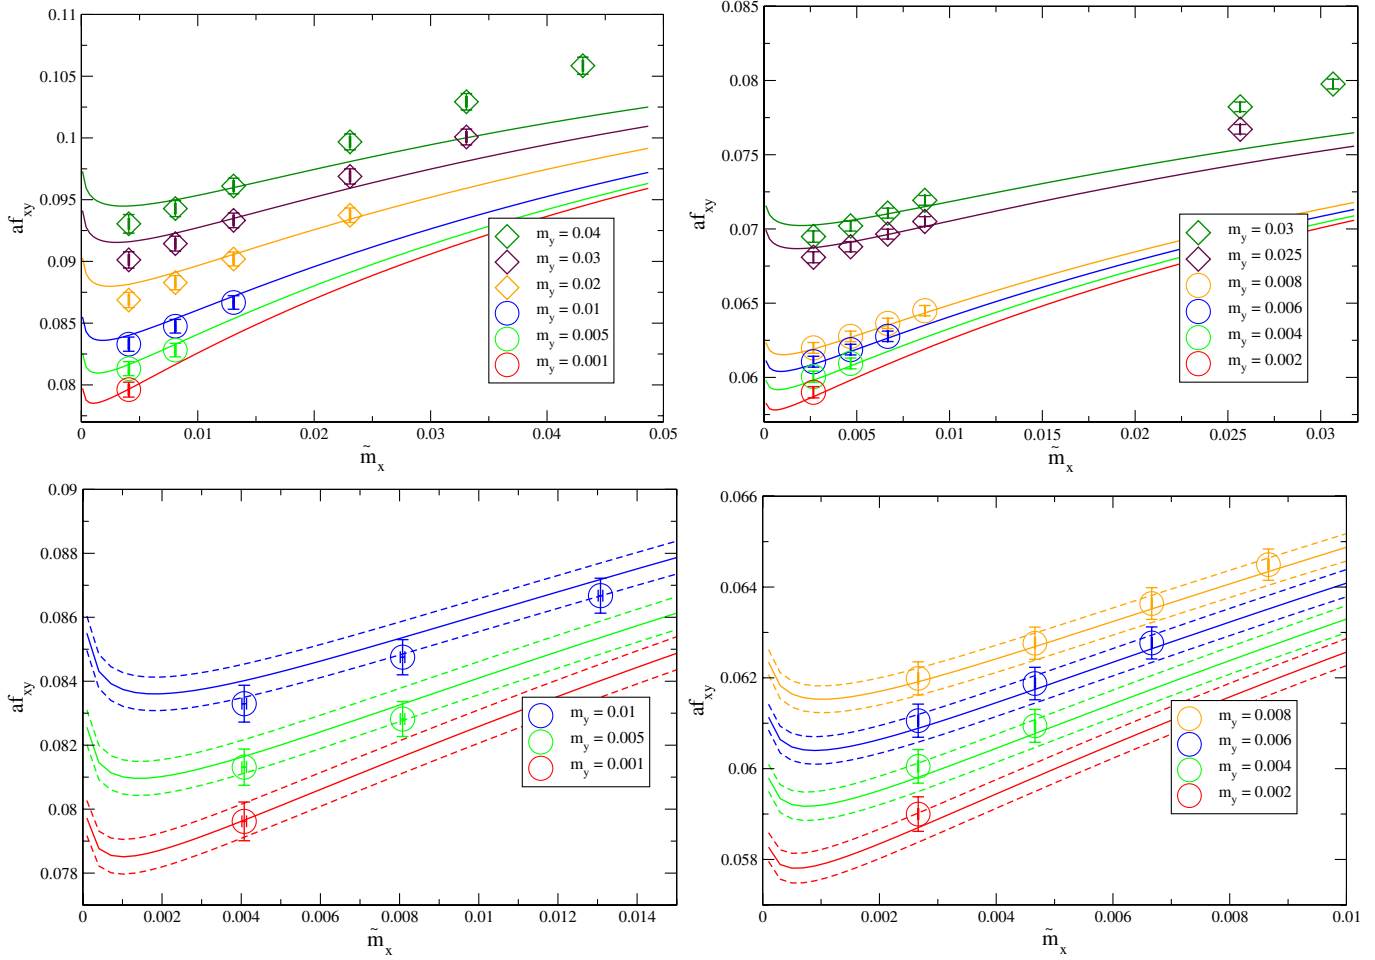 0.11
0.105
0.1
0.095
0.09
0.085
0.08
af_xy
0
0.01
0.02
0.03
0.04
0.05
m̃_x
m_y = 0.04
m_y = 0.03
m_y = 0.02
m_y = 0.01
m_y = 0.005
m_y = 0.001
0.085
0.08
0.075
0.07
0.065
0.06
af_xy
0
0.005
0.01
0.015
0.02
0.025
0.03
m̃_x
m_y = 0.03
m_y = 0.025
m_y = 0.008
m_y = 0.006
m_y = 0.004
m_y = 0.002
0.09
0.088
0.086
0.084
0.082
0.08
0.078
af_xy
0
0.002
0.004
0.006
0.008
0.01
0.012
0.014
m̃_x
m_y = 0.01
m_y = 0.005
m_y = 0.001
0.066
0.064
0.062
0.06
0.058
af_xy
0
0.002
0.004
0.006
0.008
0.01
m̃_x
m_y = 0.008
m_y = 0.006
m_y = 0.004
m_y = 0.002